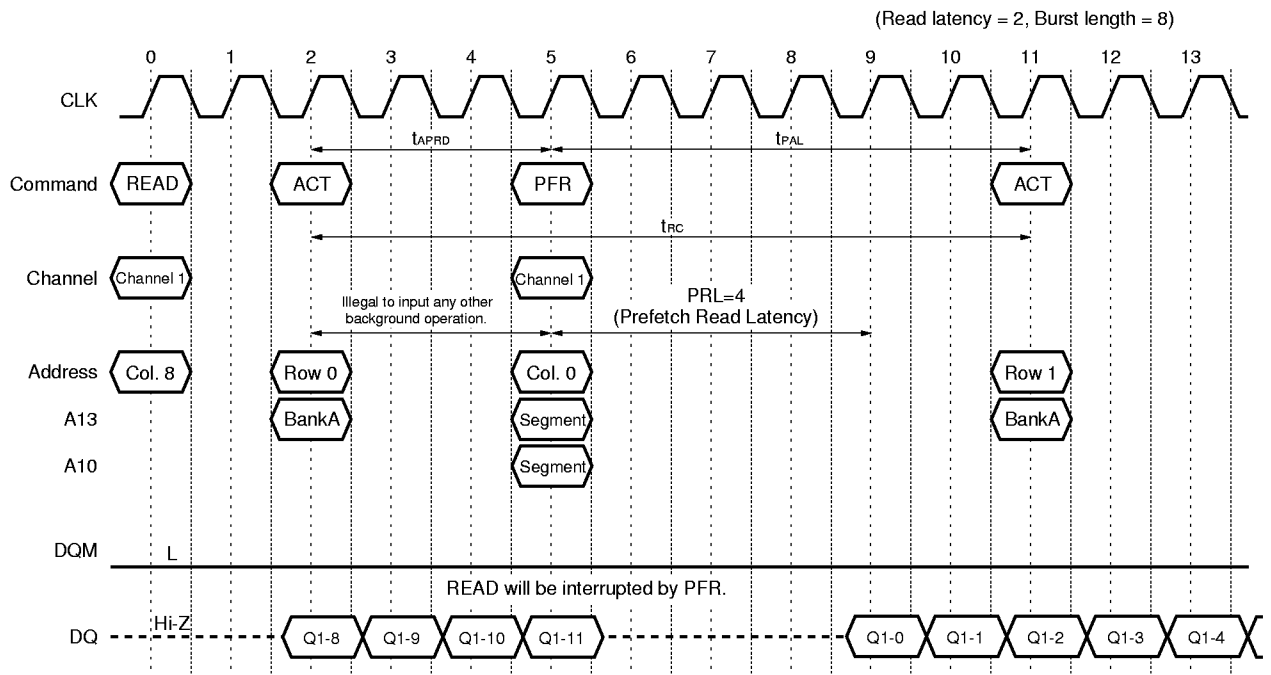 (Read latency = 2, Burst length = 8)
0 1 2 3 4 5 6 7 8 9 10 11 12 13
CLK
tAPRD tPAL
Command READ ACT PFR ACT
tRC
Channel Channel 1 Channel 1
Illegal to input any other
background operation.
PRL=4
(Prefetch Read Latency)
Address Col. 8 Row 0 Col. 0 Row 1
A13 BankA Segment BankA
A10 Segment
DQM L
READ will be interrupted by PFR.
DQ Hi-Z Q1-8 Q1-9 Q1-10 Q1-11 Q1-0 Q1-1 Q1-2 Q1-3 Q1-4